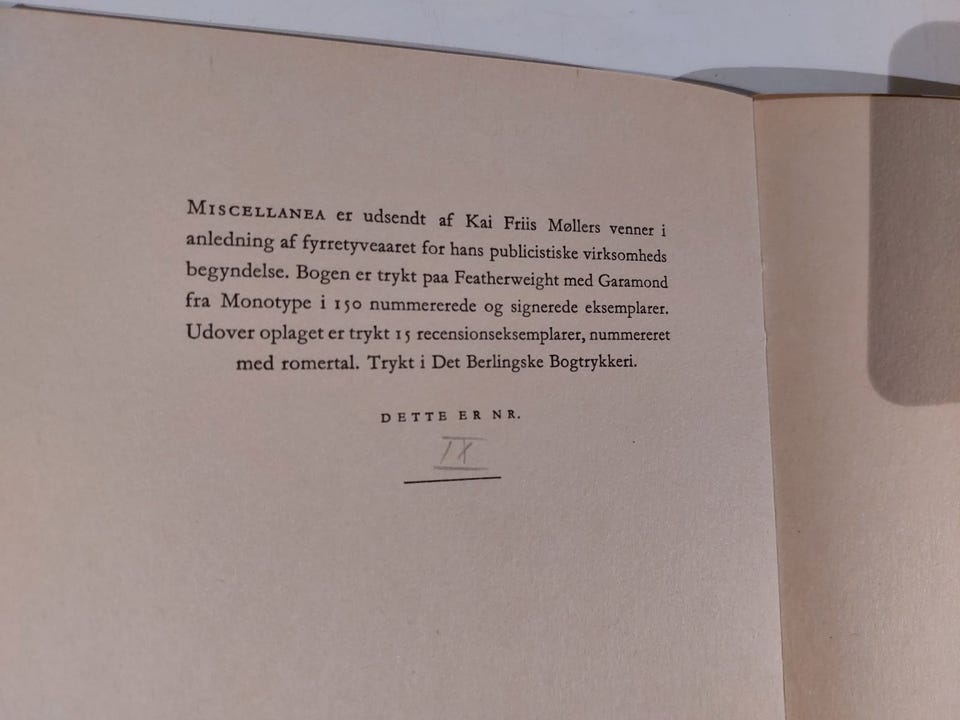 MISCELLANEA er udsendt af Kai Friis Møllers venner i
anledning af fyrretyveaaret for hans publicistiske virksomheds
begyndelse. Bogen er trykt paa Featherweight med Garamond
fra Monotype i 150 nummererede og signerede eksemplarer.
Udover oplaget er trykt 15 recensionseksemplarer, nummereret
med romertal. Trykt i Det Berlingske Bogtrykkeri.
DETTE ER NR.
IX